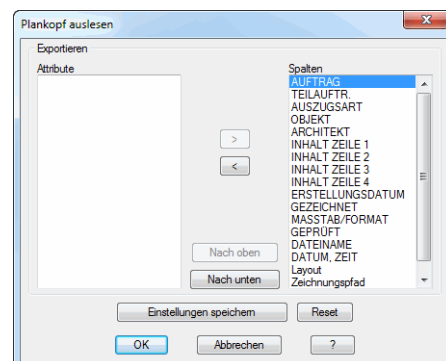 Plankopf auslesen
x
Exportieren
Attribute
Spalten
AUFTRAG
TEILAUFTR.
AUSZUGSART
OBJEKT
ARCHITEKT
INHALT ZEILE 1
INHALT ZEILE 2
INHALT ZEILE 3
INHALT ZEILE 4
ERSTELLUNGSDATUM
GEZEICHNET
MASSTAB/FORMAT
GEPRÜFT
DATEINAME
DATUM, ZEIT
Layout
Zeichnungspfad
>
<
Nach oben
Nach unten
Einstellungen speichern
Reset
OK
Abbrechen
?